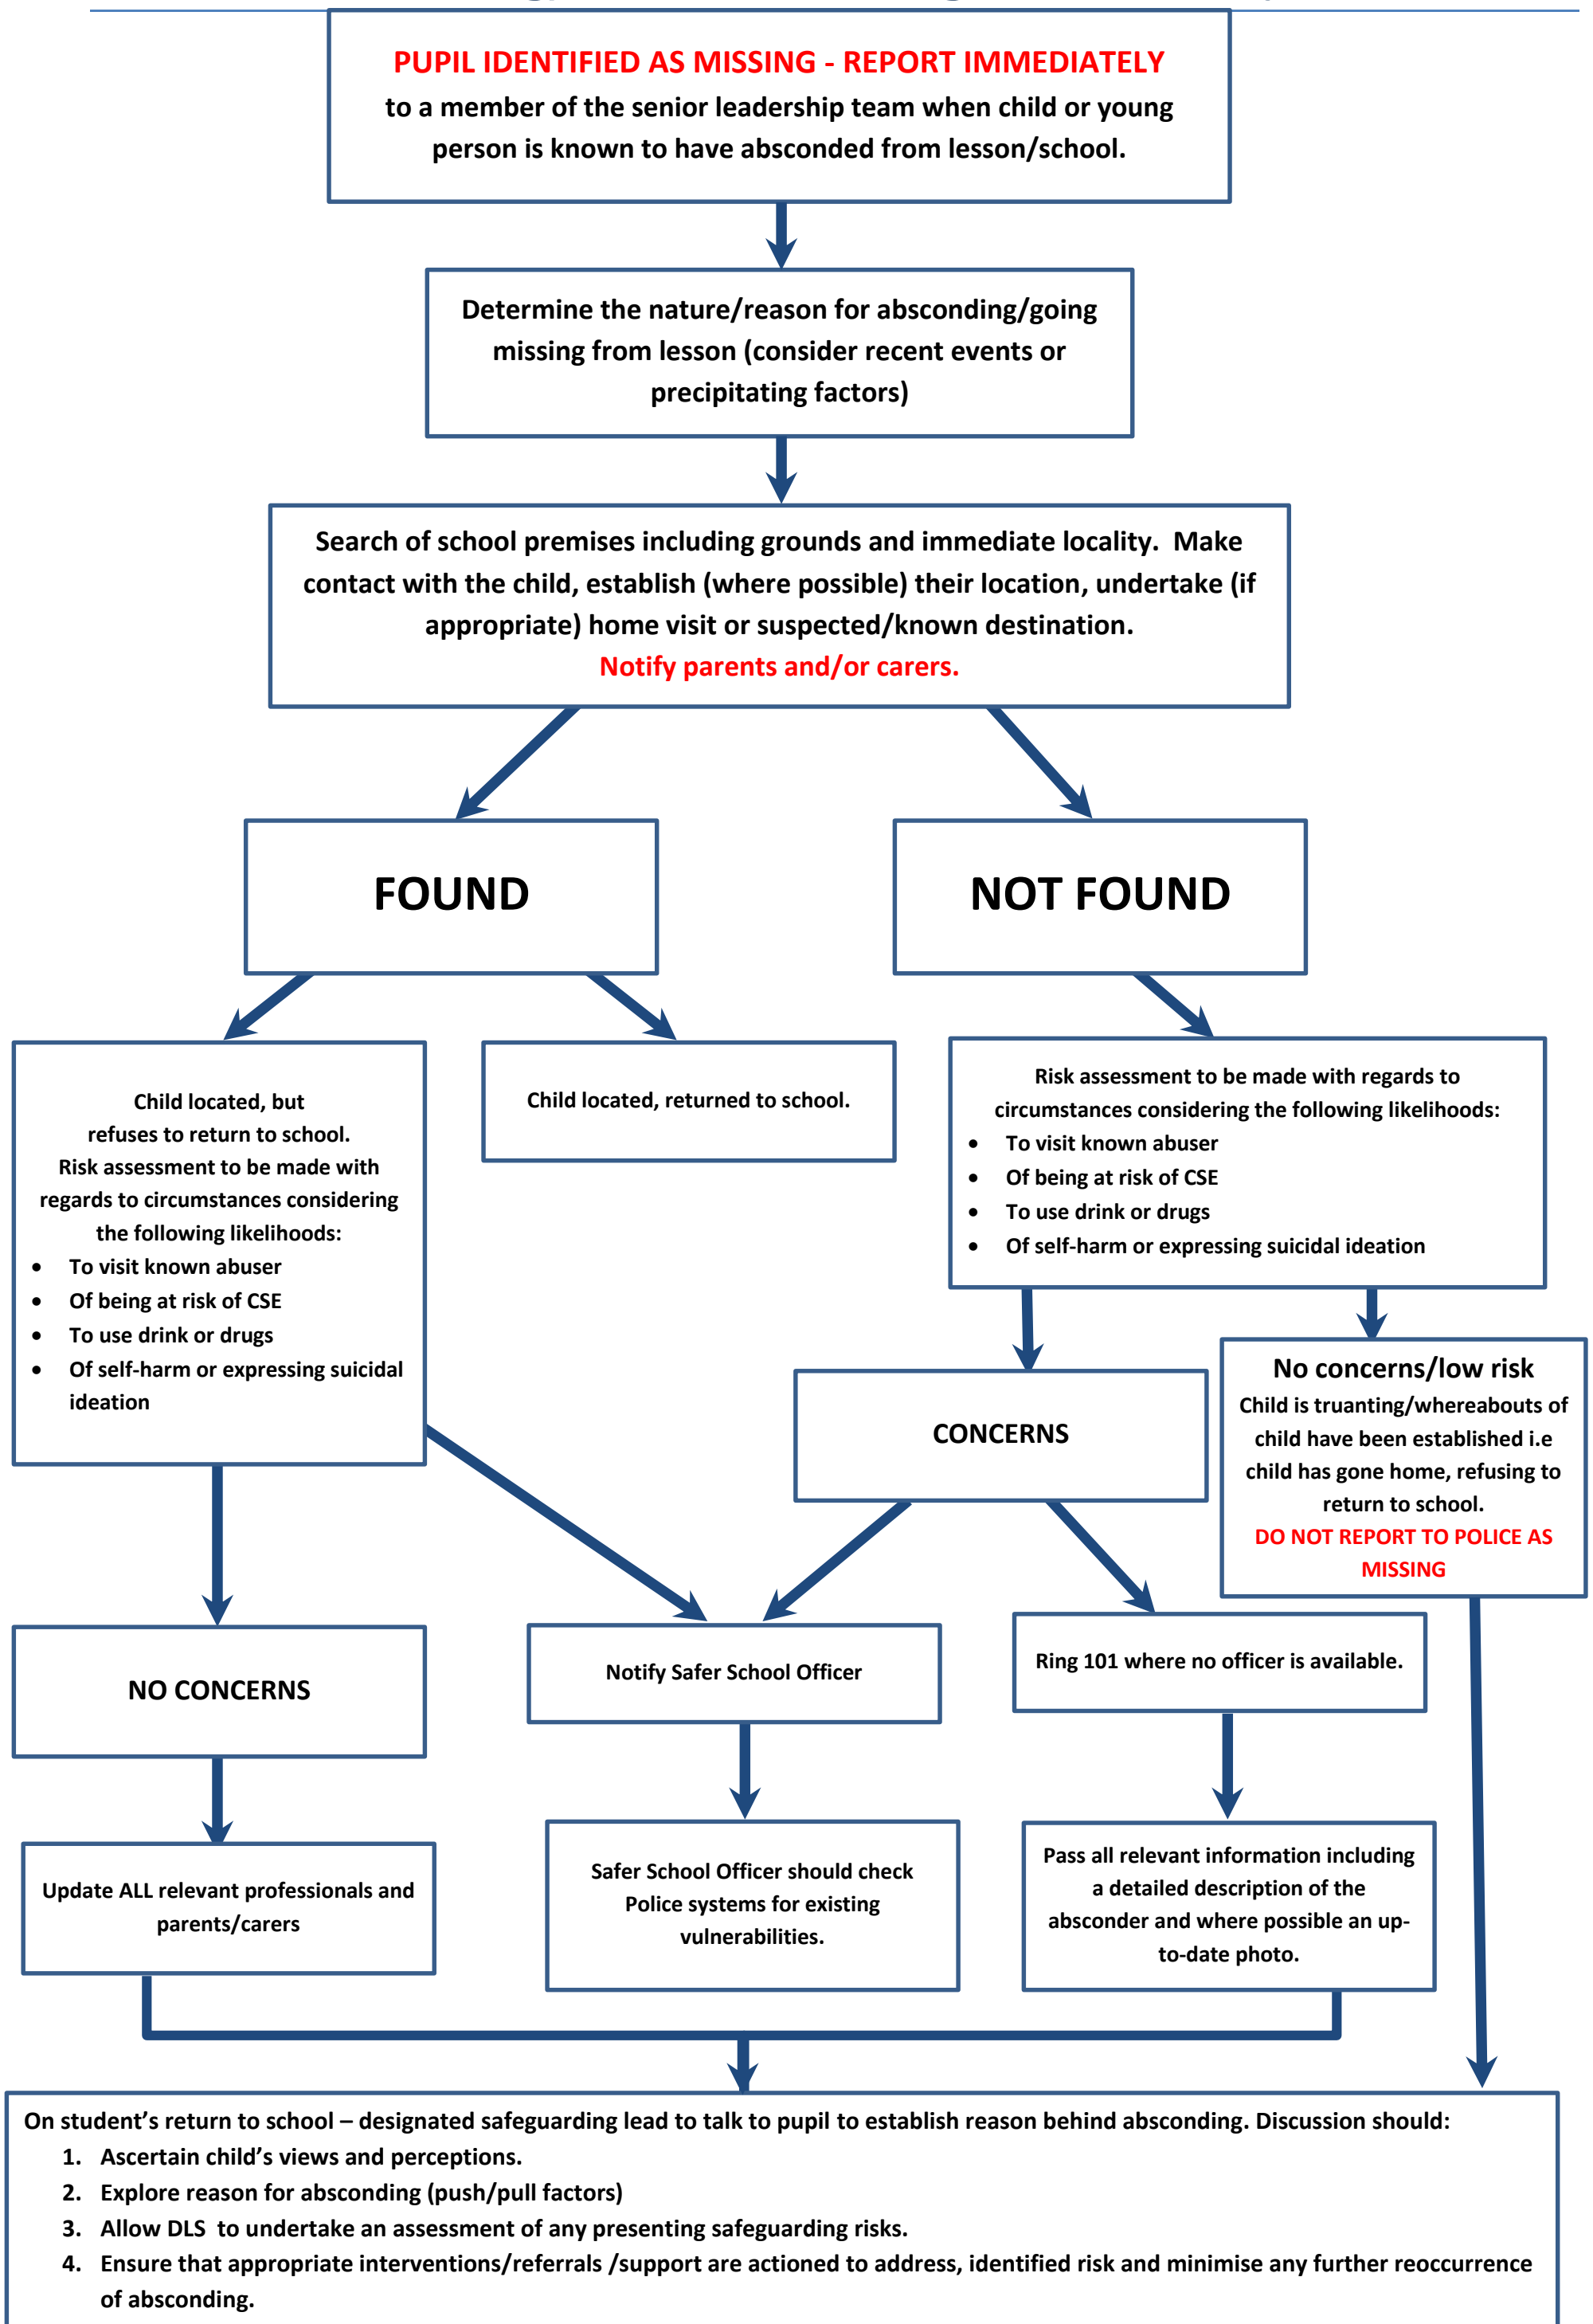 PUPIL IDENTIFIED AS MISSING - REPORT IMMEDIATELY
to a member of the senior leadership team when child or young
person is known to have absconded from lesson/school.
Determine the nature/reason for absconding/going
missing from lesson (consider recent events or
precipitating factors)
Search of school premises including grounds and immediate locality.  Make
contact with the child, establish (where possible) their location, undertake (if
appropriate) home visit or suspected/known destination.
Notify parents and/or carers.
FOUND
NOT FOUND
Child located, but
refuses to return to school.
Risk assessment to be made with
regards to circumstances considering
the following likelihoods:
• To visit known abuser
• Of being at risk of CSE
• To use drink or drugs
• Of self-harm or expressing suicidal
ideation
Child located, returned to school.
Risk assessment to be made with regards to
circumstances considering the following likelihoods:
• To visit known abuser
• Of being at risk of CSE
• To use drink or drugs
• Of self-harm or expressing suicidal ideation
CONCERNS
No concerns/low risk
Child is truanting/whereabouts of
child have been established i.e
child has gone home, refusing to
return to school.
DO NOT REPORT TO POLICE AS
MISSING
NO CONCERNS
Notify Safer School Officer
Ring 101 where no officer is available.
Update ALL relevant professionals and
parents/carers
Safer School Officer should check
Police systems for existing
vulnerabilities.
Pass all relevant information including
a detailed description of the
absconder and where possible an up-
to-date photo.
On student’s return to school – designated safeguarding lead to talk to pupil to establish reason behind absconding. Discussion should:
1. Ascertain child’s views and perceptions.
2. Explore reason for absconding (push/pull factors)
3. Allow DLS  to undertake an assessment of any presenting safeguarding risks.
4. Ensure that appropriate interventions/referrals /support are actioned to address, identified risk and minimise any further reoccurrence
of absconding.